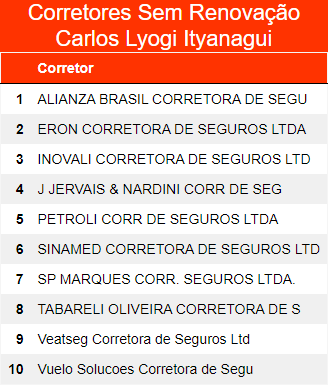 Corretores Sem Renovação
Carlos Lyogi Ityanagui
Corretor
1 ALIANZA BRASIL CORRETORA DE SEGU
2 ERON CORRETORA DE SEGUROS LTDA
3 INOVALI CORRETORA DE SEGUROS LTD
4 J JERVAIS & NARDINI CORR DE SEG
5 PETROLI CORR DE SEGUROS LTDA
6 SINAMED CORRETORA DE SEGUROS LTD
7 SP MARQUES CORR. SEGUROS LTDA.
8 TABARELI OLIVEIRA CORRETORA DE S
9 Veatseg Corretora de Seguros Ltd
10 Vuelo Solucoes Corretora de Segu